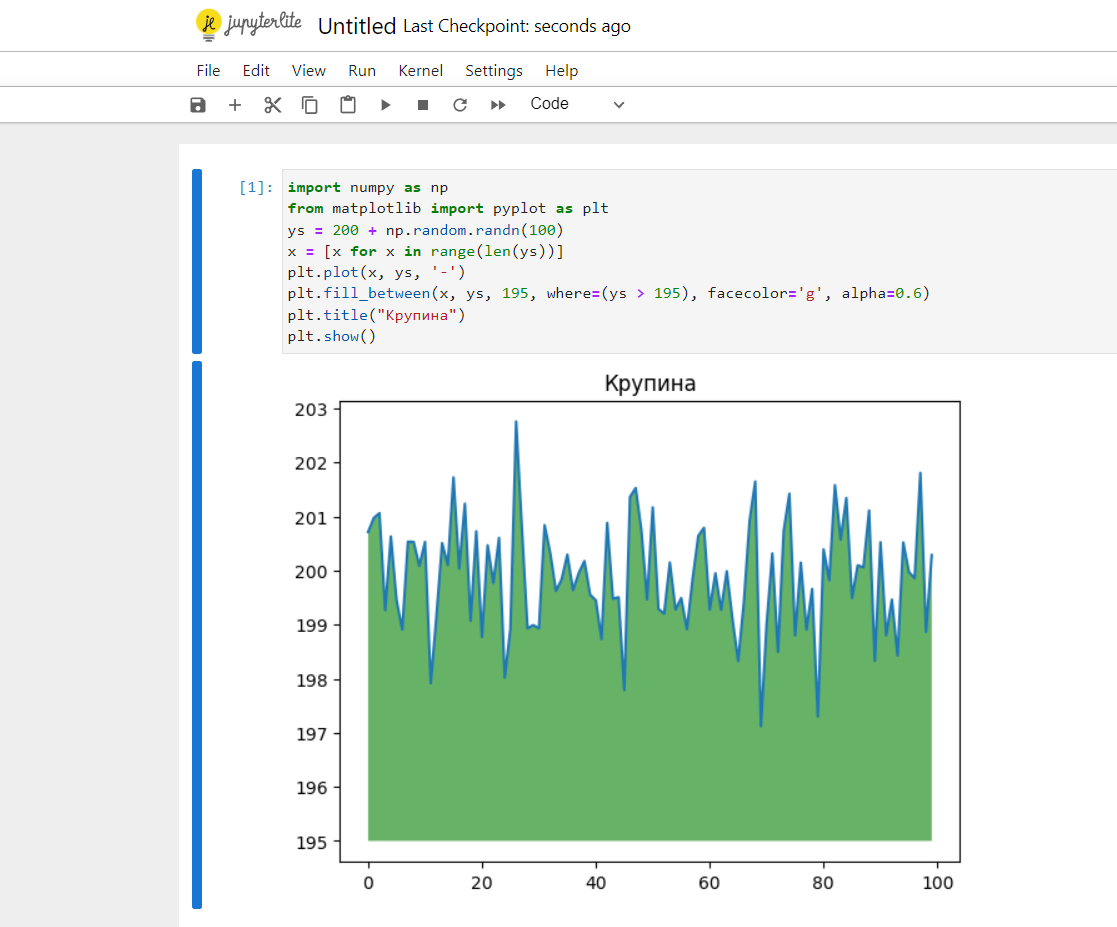 jupyterlite Untitled Last Checkpoint: seconds ago
File Edit View Run Kernel Settings Help
Code
[1]: import numpy as np
from matplotlib import pyplot as plt
ys = 200 + np.random.randn(100)
x = [x for x in range(len(ys))]
plt.plot(x, ys, '-')
plt.fill_between(x, ys, 195, where=(ys > 195), facecolor='g', alpha=0.6)
plt.title("Крупина")
plt.show()
Крупина
203
202
201
200
199
198
197
196
195
0 20 40 60 80 100